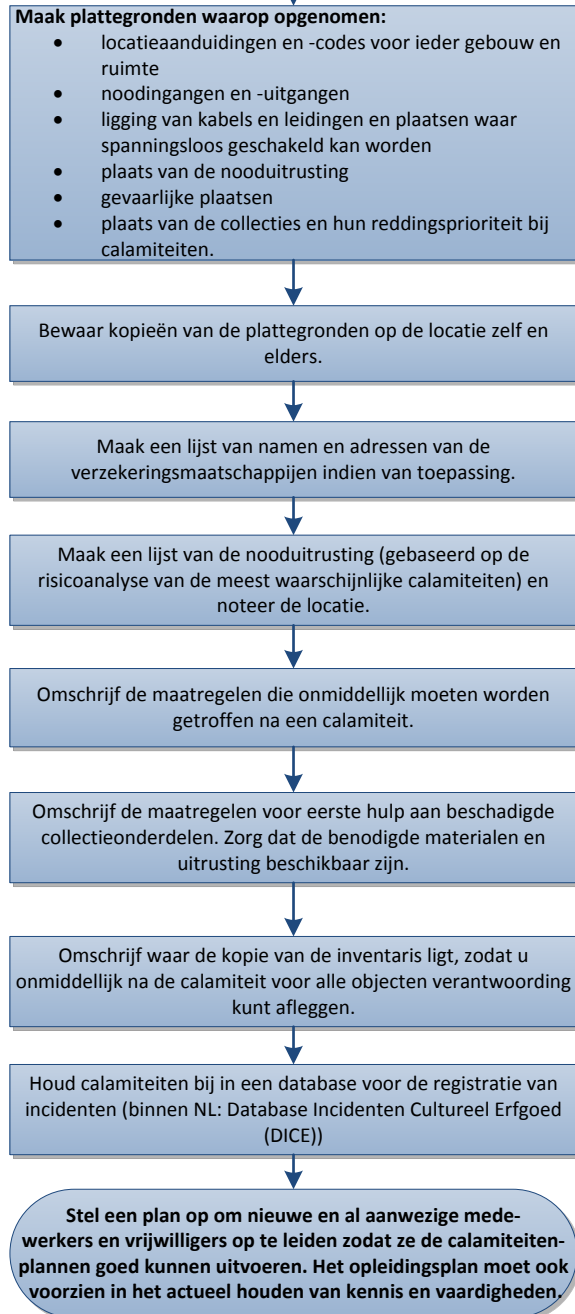 Maak plattegronden waarop opgenomen:
• locatieaanduidingen en -codes voor ieder gebouw en
ruimte
• noodingangen en -uitgangen
• ligging van kabels en leidingen en plaatsen waar
spanningsloos geschakeld kan worden
• plaats van de nooduitrusting
• gevaarlijke plaatsen
• plaats van de collecties en hun reddingsprioriteit bij
calamiteiten.
Bewaar kopieën van de plattegronden op de locatie zelf en
elders.
Maak een lijst van namen en adressen van de
verzekeringsmaatschappijen indien van toepassing.
Maak een lijst van de nooduitrusting (gebaseerd op de
risicoanalyse van de meest waarschijnlijke calamiteiten) en
noteer de locatie.
Omschrijf de maatregelen die onmiddellijk moeten worden
getroffen na een calamiteit.
Omschrijf de maatregelen voor eerste hulp aan beschadigde
collectieonderdelen. Zorg dat de benodigde materialen en
uitrusting beschikbaar zijn.
Omschrijf waar de kopie van de inventaris ligt, zodat u
onmiddellijk na de calamiteit voor alle objecten verantwoording
kunt afleggen.
Houd calamiteiten bij in een database voor de registratie van
incidenten (binnen NL: Database Incidenten Cultureel Erfgoed
(DICE))
Stel een plan op om nieuwe en al aanwezige mede-
werkers en vrijwilligers op te leiden zodat ze de calamiteiten-
plannen goed kunnen uitvoeren. Het opleidingsplan moet ook
voorzien in het actueel houden van kennis en vaardigheden.